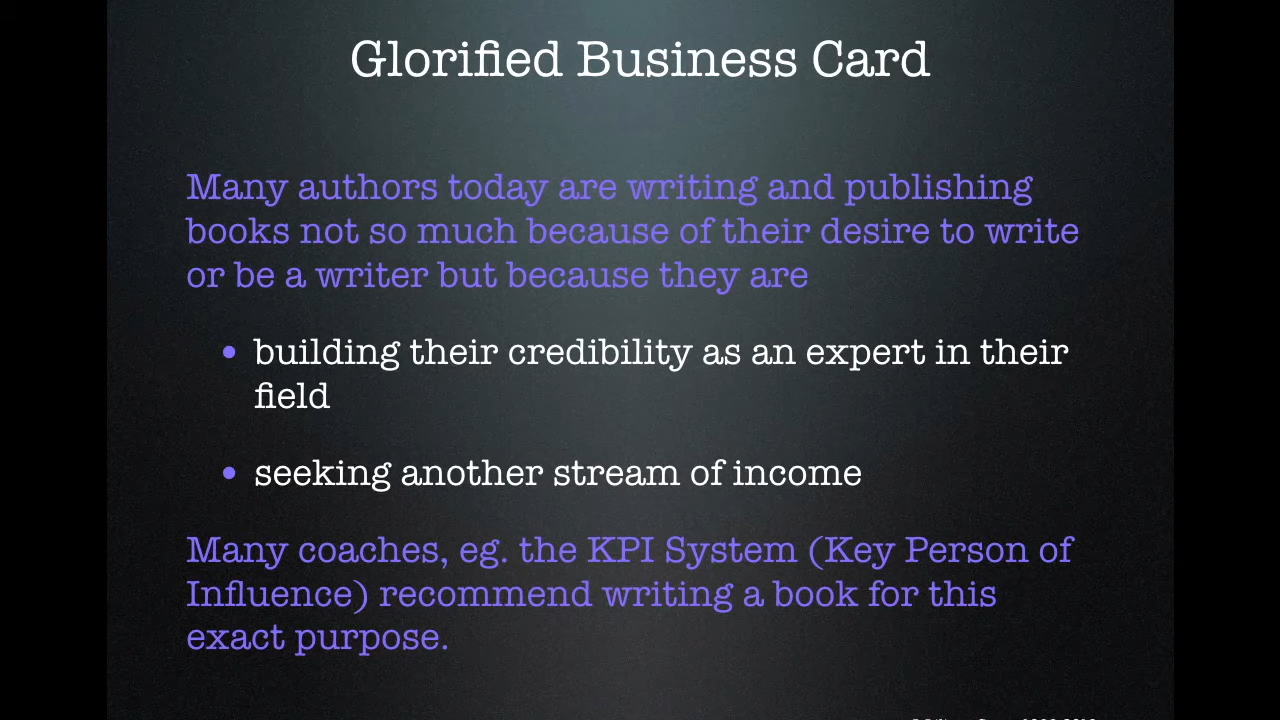 Glorified Business Card
Many authors today are writing and publishing
books not so much because of their desire to write
or be a writer but because they are
• building their credibility as an expert in their
field
• seeking another stream of income
Many coaches, eg. the KPI System (Key Person of
Influence) recommend writing a book for this
exact purpose.